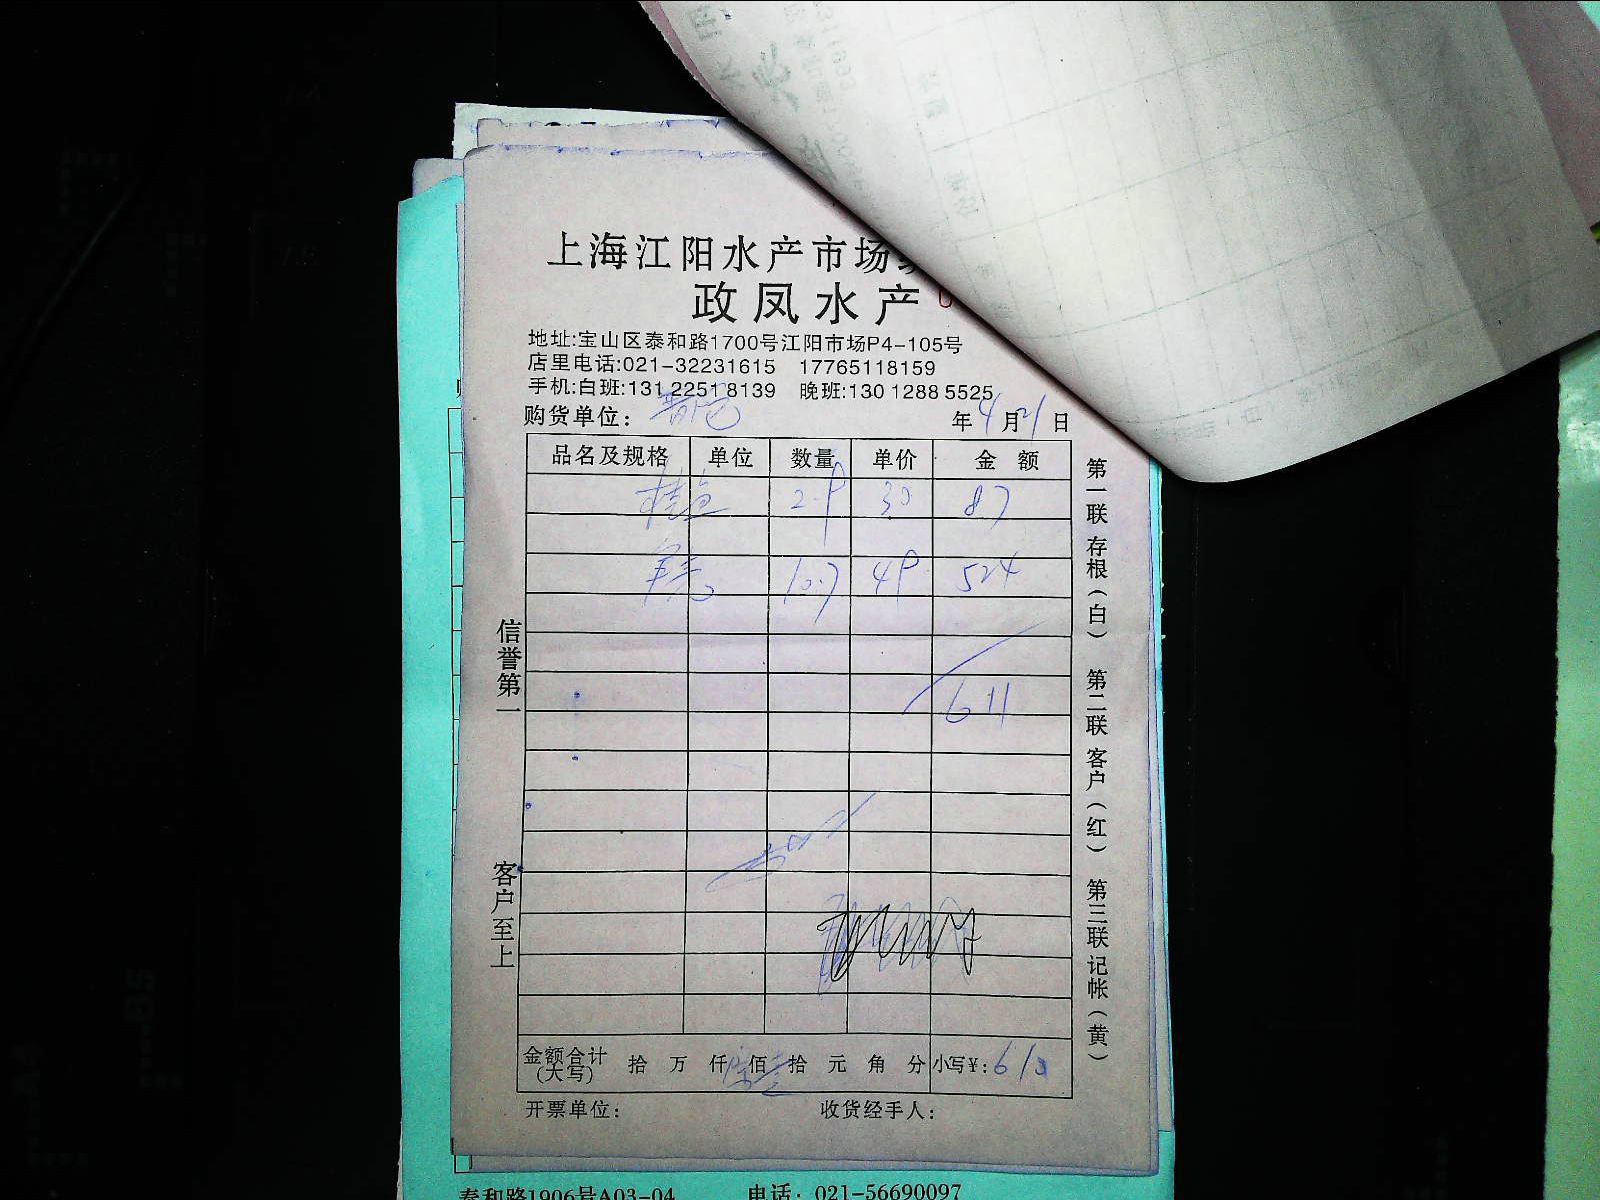 上海江阳水产市场
政凤水产
地址:宝山区泰和路1700号江阳市场P4-105号
店里电话:021-32231615 17765118159
手机:白班:131 2251 8139 晚班:130 1288 5525
购货单位: 年4月21日
品名及规格 单位 数量 单价 金额
桂鱼 2.9 30 87
10.7 49 524
611
金额合计(大写) 拾 万 仟 佰 拾 元 角 分 小写¥:610
开票单位: 收货经手人:
信誉第一
客户至上
第一联 存根(白) 第二联 客户(红) 第三联 记帐(黄)
泰和路1906号A03-04 电话: 021-56690097